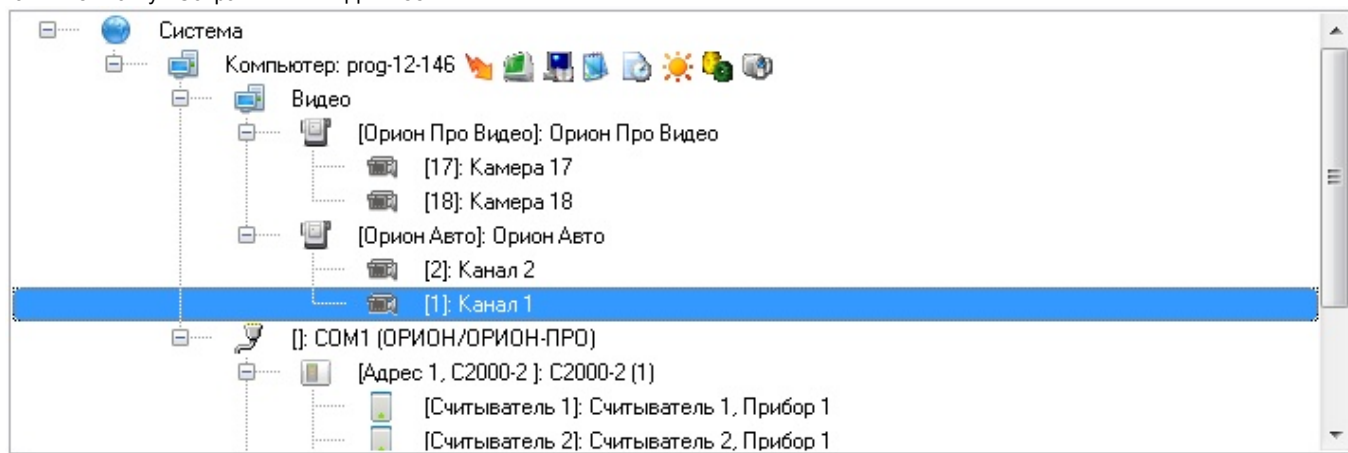 Система
Компьютер: prog-12-146
Видео
[Орион Про Видео]: Орион Про Видео
[17]: Камера 17
[18]: Камера 18
[Орион Авто]: Орион Авто
[2]: Канал 2
[1]: Канал 1
[]: COM1 (ОРИОН/ОРИОН-ПРО)
[Адрес 1, С2000-2 ]: С2000-2 (1)
[Считыватель 1]: Считыватель 1, Прибор 1
[Считыватель 2]: Считыватель 2, Прибор 1